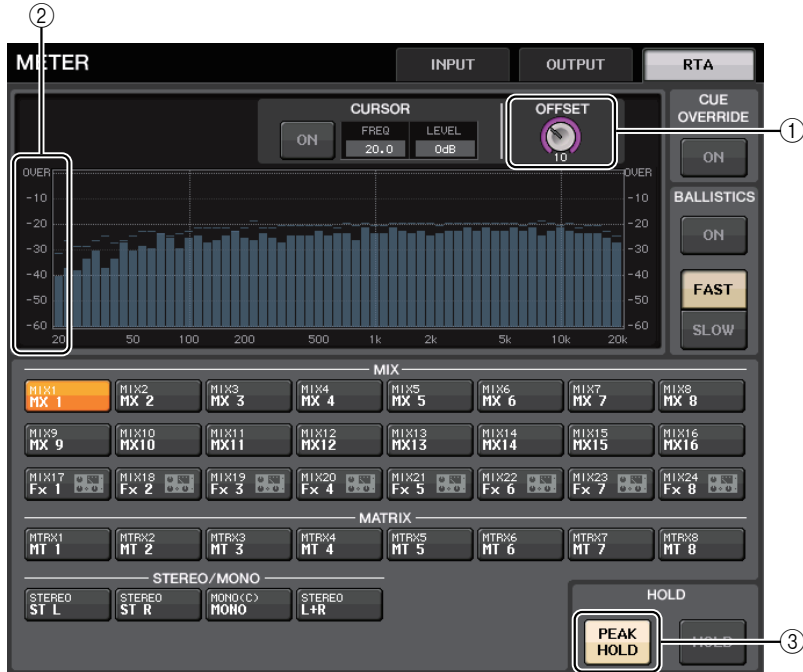 ②
METER INPUT OUTPUT RTA
CURSOR OFFSET CUE OVERRIDE
①
ON FREQ LEVEL
20.0 0dB 10 ON
OVER OVER
-10 -10 BALLISTICS
-20 -20
ON
-30 -30
-40 -40
FAST
-50 -50
-60 -60 SLOW
20 50 100 200 500 1k 2k 5k 10k 20k
MIX
MIX1 MIX2 MIX3 MIX4 MIX5 MIX6 MIX7 MIX8
MX 1 MX 2 MX 3 MX 4 MX 5 MX 6 MX 7 MX 8
MIX9 MIX10 MIX11 MIX12 MIX13 MIX14 MIX15 MIX16
MX 9 MX10 MX11 MX12 MX13 MX14 MX15 MX16
MIX17 MIX18 MIX19 MIX20 MIX21 MIX22 MIX23 MIX24
Fx 1 Fx 2 Fx 3 Fx 4 Fx 5 Fx 6 Fx 7 Fx 8
MATRIX
MTRX1 MTRX2 MTRX3 MTRX4 MTRX5 MTRX6 MTRX7 MTRX8
MT 1 MT 2 MT 3 MT 4 MT 5 MT 6 MT 7 MT 8
STEREO/MONO
STEREO STEREO MONO(C) STEREO
ST L ST R MONO L+R
HOLD
PEAK HOLD HOLD
③